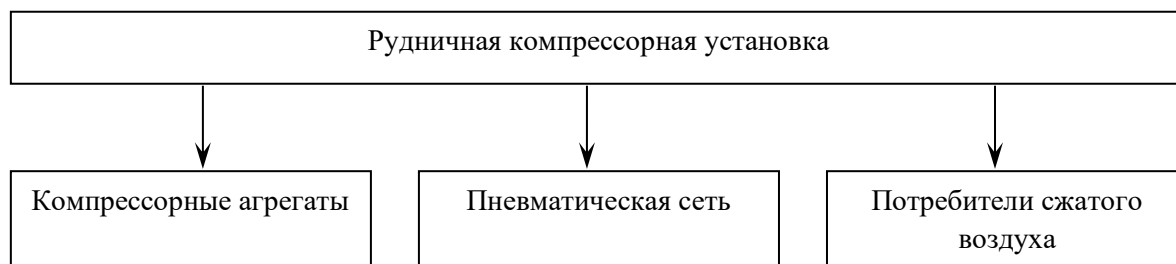 Рудничная компрессорная установка
Компрессорные агрегаты
Пневматическая сеть
Потребители сжатого
воздуха